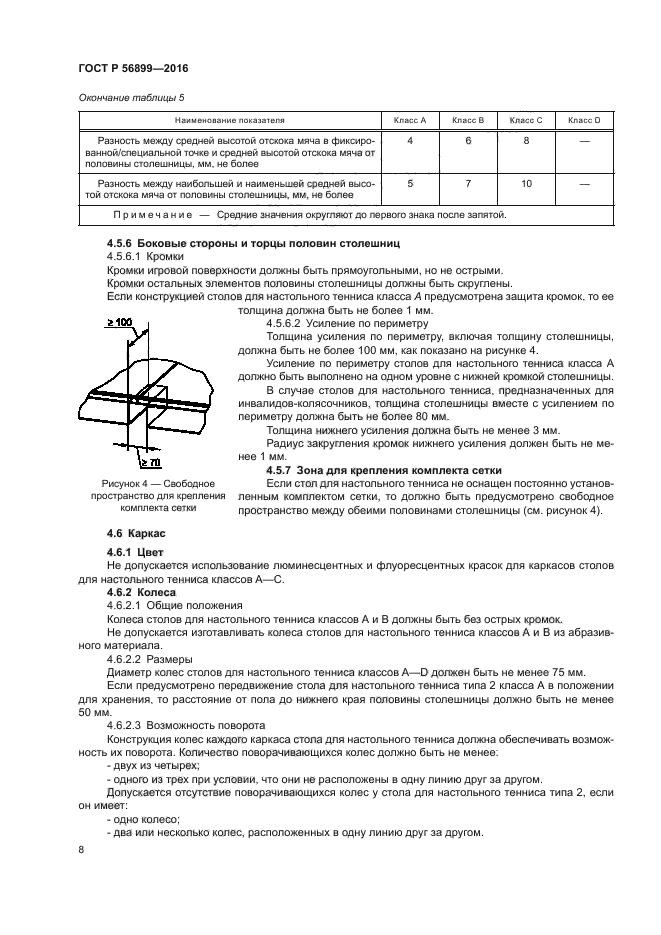 ГОСТ Р 56899—2016
Окончание таблицы 5
Наименование показателя Класс А Класс В Класс С Класс D
Разность между средней высотой отскока мяча в фиксиро-
ванной/специальной точке и средней высотой отскока мяча от
половины столешницы, мм, не более
4 6 8 —
Разность между наибольшей и наименьшей средней высо-
той отскока мяча от половины столешницы, мм, не более
5 7 10 —
Примечание — Средние значения округляют до первого знака после запятой.
4.5.6 Боковые стороны и торцы половин столешниц
4.5.6.1 Кромки
Кромки игровой поверхности должны быть прямоугольными, но не острыми.
Кромки остальных элементов половины столешницы должны быть скруглены.
Если конструкцией столов для настольного тенниса класса А предусмотрена защита кромок, то ее
толщина должна быть не более 1 мм.
4.5.6.2 Усиление по периметру
Толщина усиления по периметру, включая толщину столешницы,
должна быть не более 100 мм, как показано на рисунке 4.
Усиление по периметру столов для настольного тенниса класса А
должно быть выполнено на одном уровне с нижней кромкой столешницы.
В случае столов для настольного тенниса, предназначенных для
инвалидов-колясочников, толщина столешницы вместе с усилением по
периметру должна быть не более 80 мм.
Толщина нижнего усиления должна быть не менее 3 мм.
Радиус закругления кромок нижнего усиления должен быть не ме-
нее 1 мм.
4.5.7 Зона для крепления комплекта сетки
Если стол для настольного тенниса не оснащен постоянно установ-
ленным комплектом сетки, то должно быть предусмотрено свободное
пространство между обеими половинами столешницы (см. рисунок 4).
≥ 100
≥ 70
Рисунок 4 — Свободное
пространство для крепления
комплекта сетки
4.6 Каркас
4.6.1 Цвет
Не допускается использование люминесцентных и флуоресцентных красок для каркасов столов
для настольного тенниса классов А—С.
4.6.2 Колеса
4.6.2.1 Общие положения
Колеса столов для настольного тенниса классов А и В должны быть без острых кромок.
Не допускается изготавливать колеса столов для настольного тенниса классов А и В из абразив-
ного материала.
4.6.2.2 Размеры
Диаметр колес столов для настольного тенниса классов А—D должен быть не менее 75 мм.
Если предусмотрено передвижение стола для настольного тенниса типа 2 класса А в положении
для хранения, то расстояние от пола до нижнего края половины столешницы должно быть не менее
50 мм.
4.6.2.3 Возможность поворота
Конструкция колес каждого каркаса стола для настольного тенниса должна обеспечивать возмож-
ность их поворота. Количество поворачивающихся колес должно быть не менее:
- двух из четырех;
- одного из трех при условии, что они не расположены в одну линию друг за другом.
Допускается отсутствие поворачивающихся колес у стола для настольного тенниса типа 2, если
он имеет:
- одно колесо;
- два или несколько колес, расположенных в одну линию друг за другом.
8